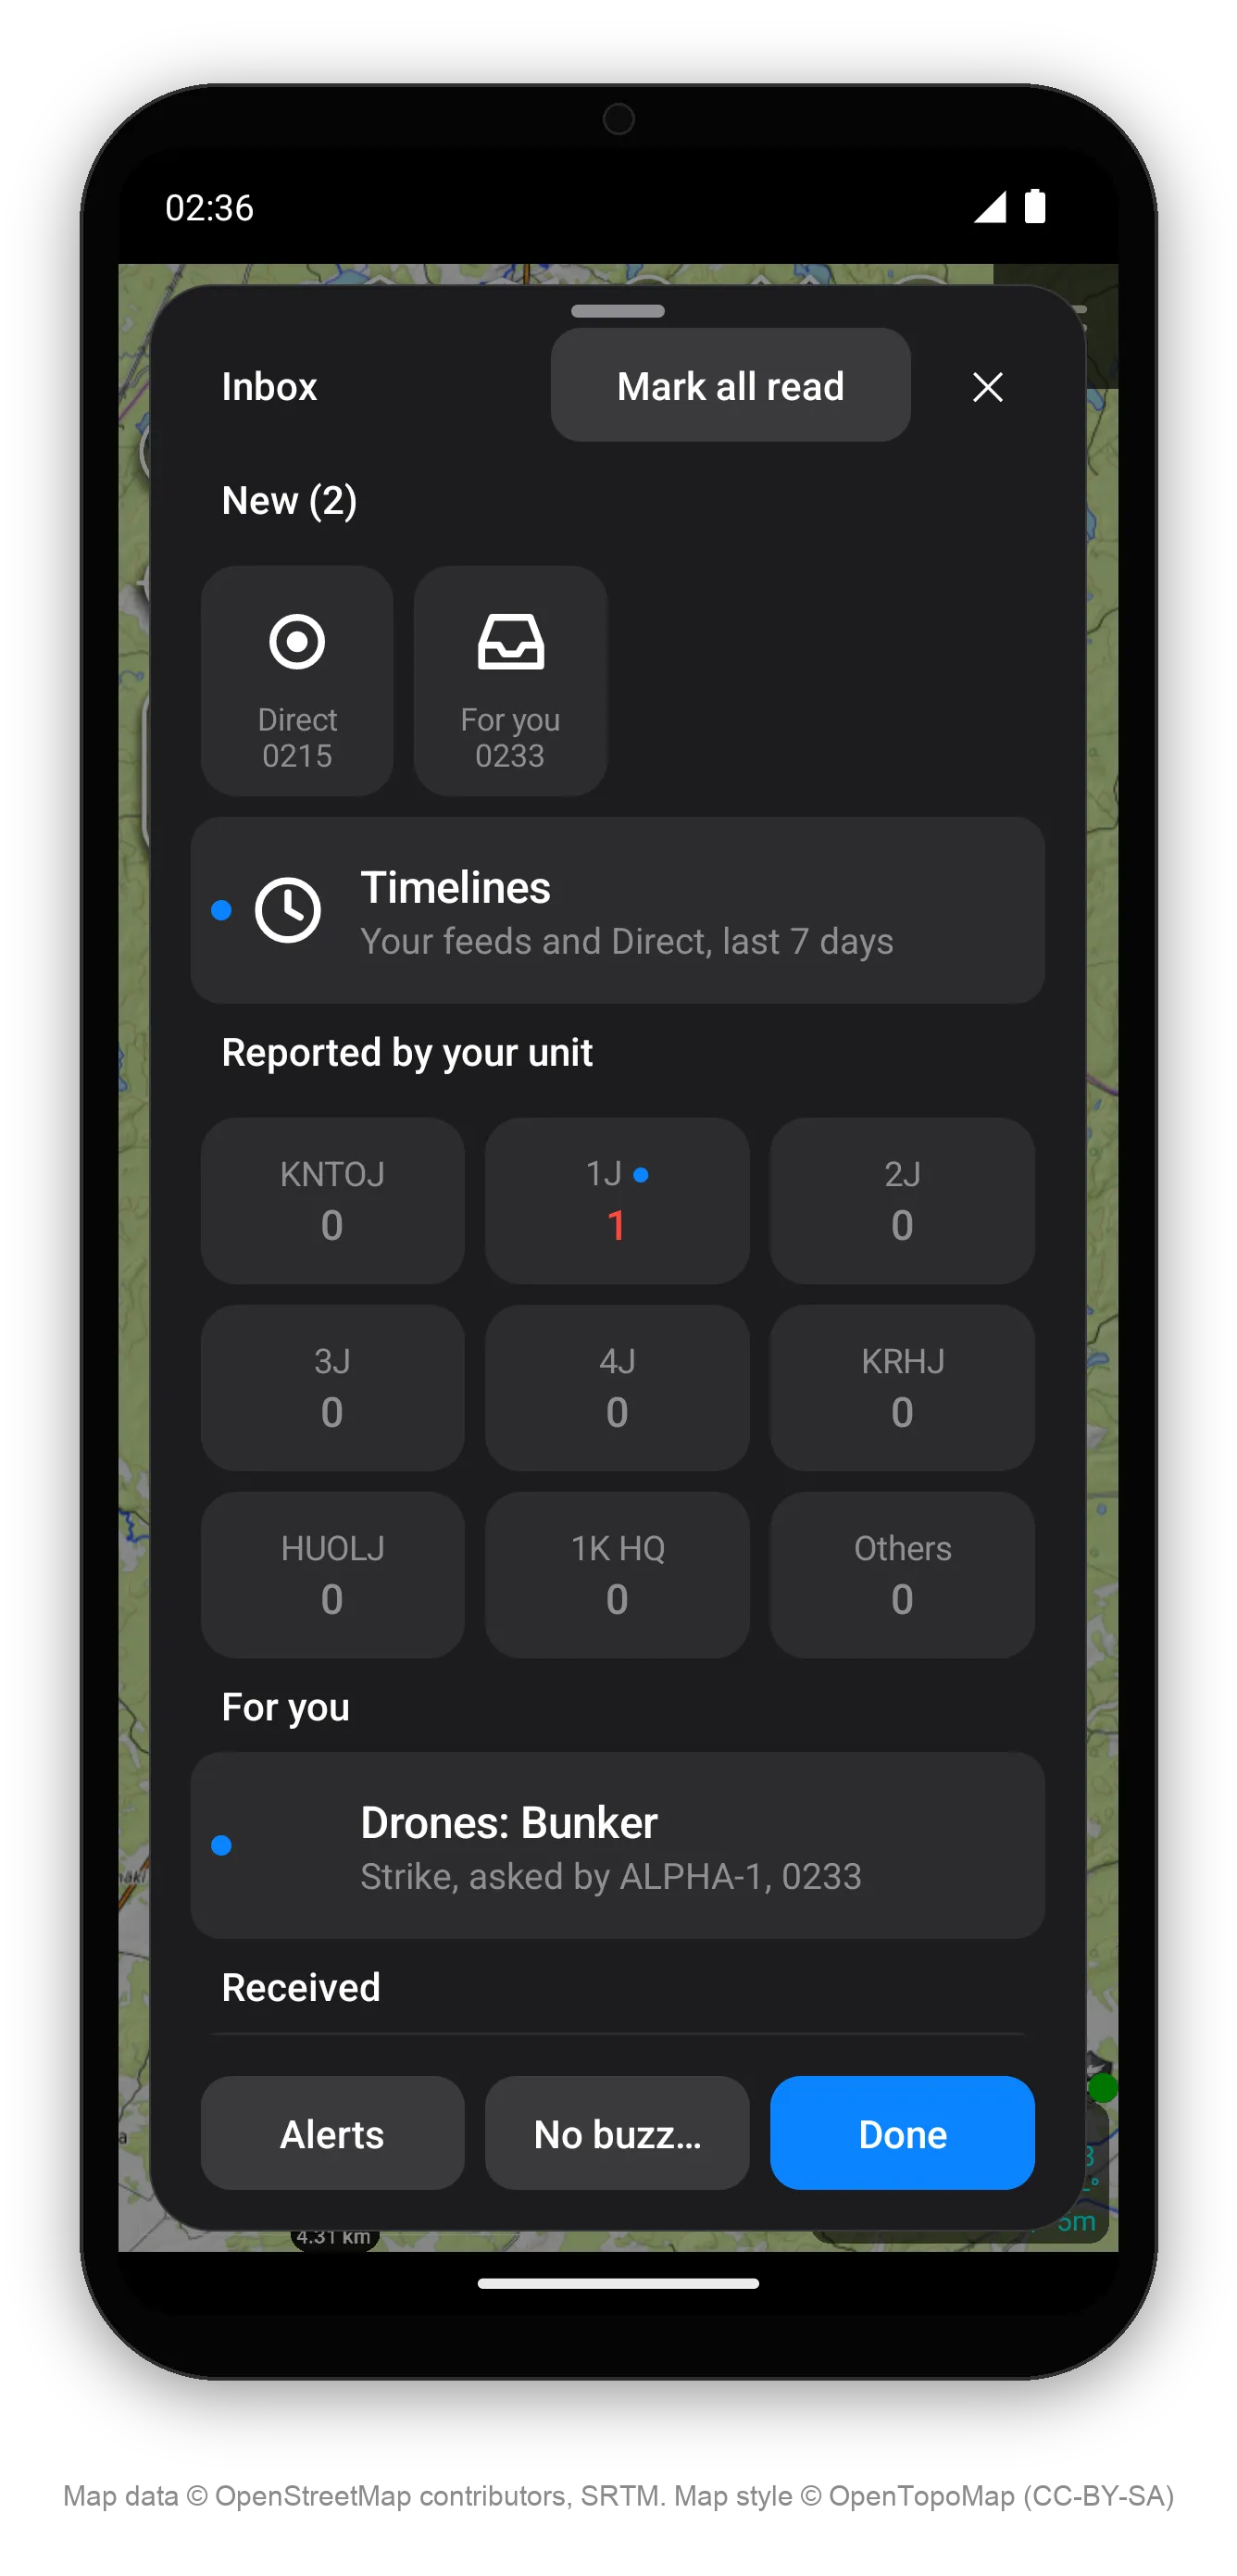 02:36
Inbox
Mark all read
New (2)
Direct
0215
For you
0233
Timelines
Your feeds and Direct, last 7 days
Reported by your unit
KNTOJ
0
1J
1
2J
0
3J
0
4J
0
KRHJ
0
HUOLJ
0
1K HQ
0
Others
0
For you
Drones: Bunker
Strike, asked by ALPHA-1, 0233
Received
Alerts
No buzz...
Done
4.31 km
5m
Map data © OpenStreetMap contributors, SRTM. Map style © OpenTopoMap (CC-BY-SA)